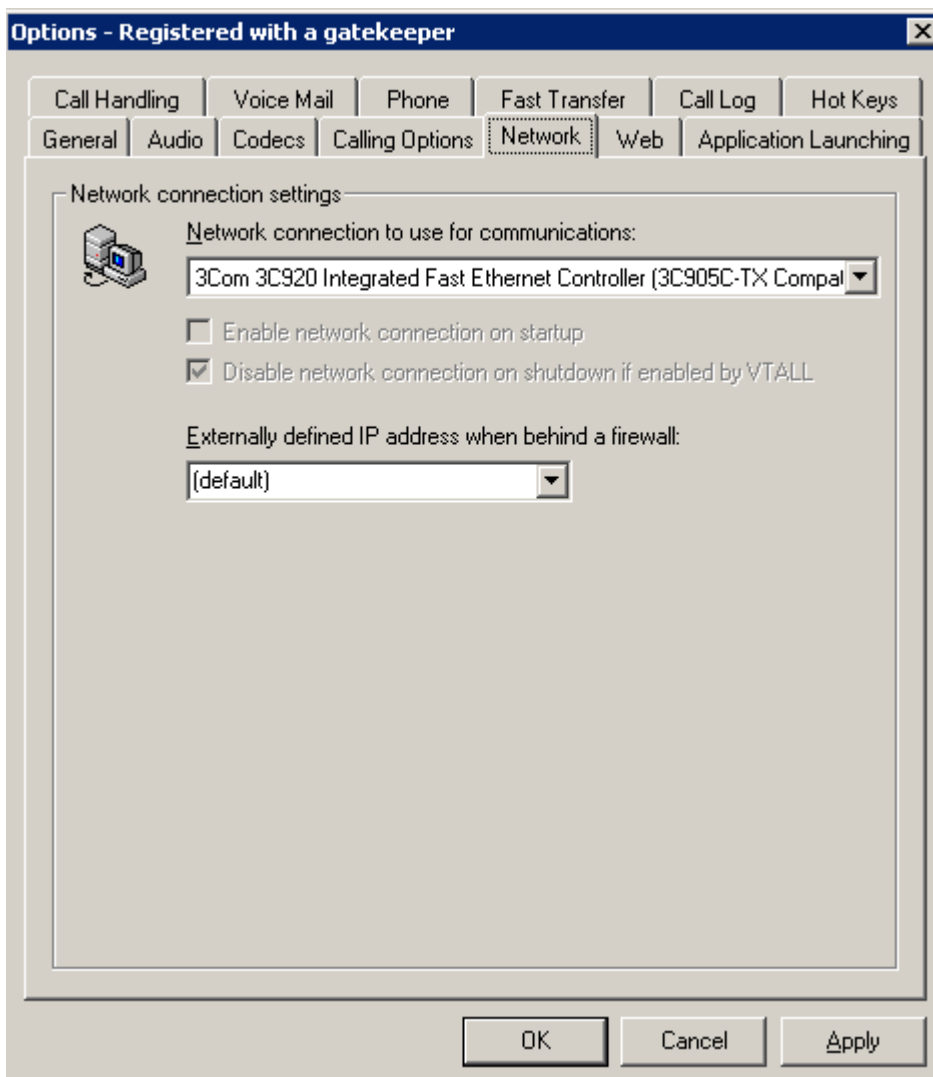 Options - Registered with a gatekeeper
Call Handling Voice Mail Phone Fast Transfer Call Log Hot Keys
General Audio Codecs Calling Options Network Web Application Launching
Network connection settings
Network connection to use for communications:
3Com 3C920 Integrated Fast Ethernet Controller (3C905C-TX Compat
Enable network connection on startup
Disable network connection on shutdown if enabled by VTALL
Externally defined IP address when behind a firewall:
(default)
OK Cancel Apply